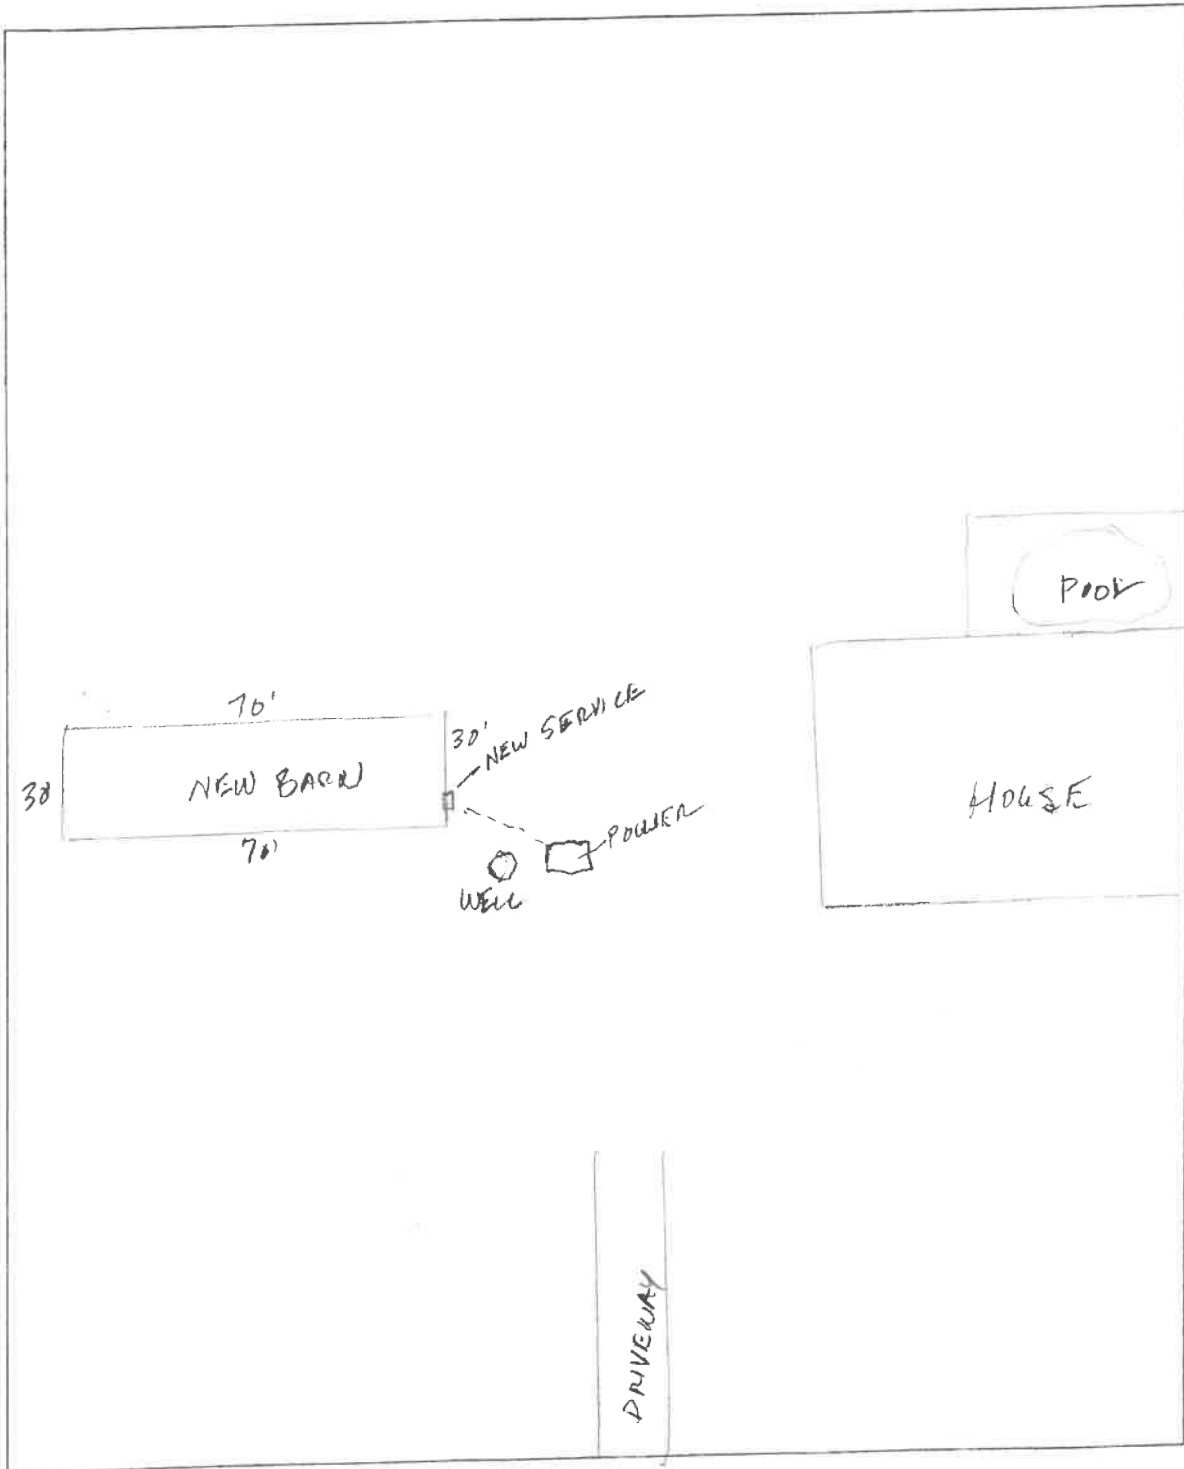 POOL
70'
30'
NEW SERVICE
30'
NEW BARN
HOUSE
POWER
70'
WELL
DRIVEWAY